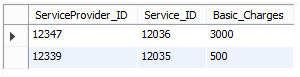 ServiceProvider_ID Service_ID Basic_Charges
12347 12036 3000
12339 12035 500